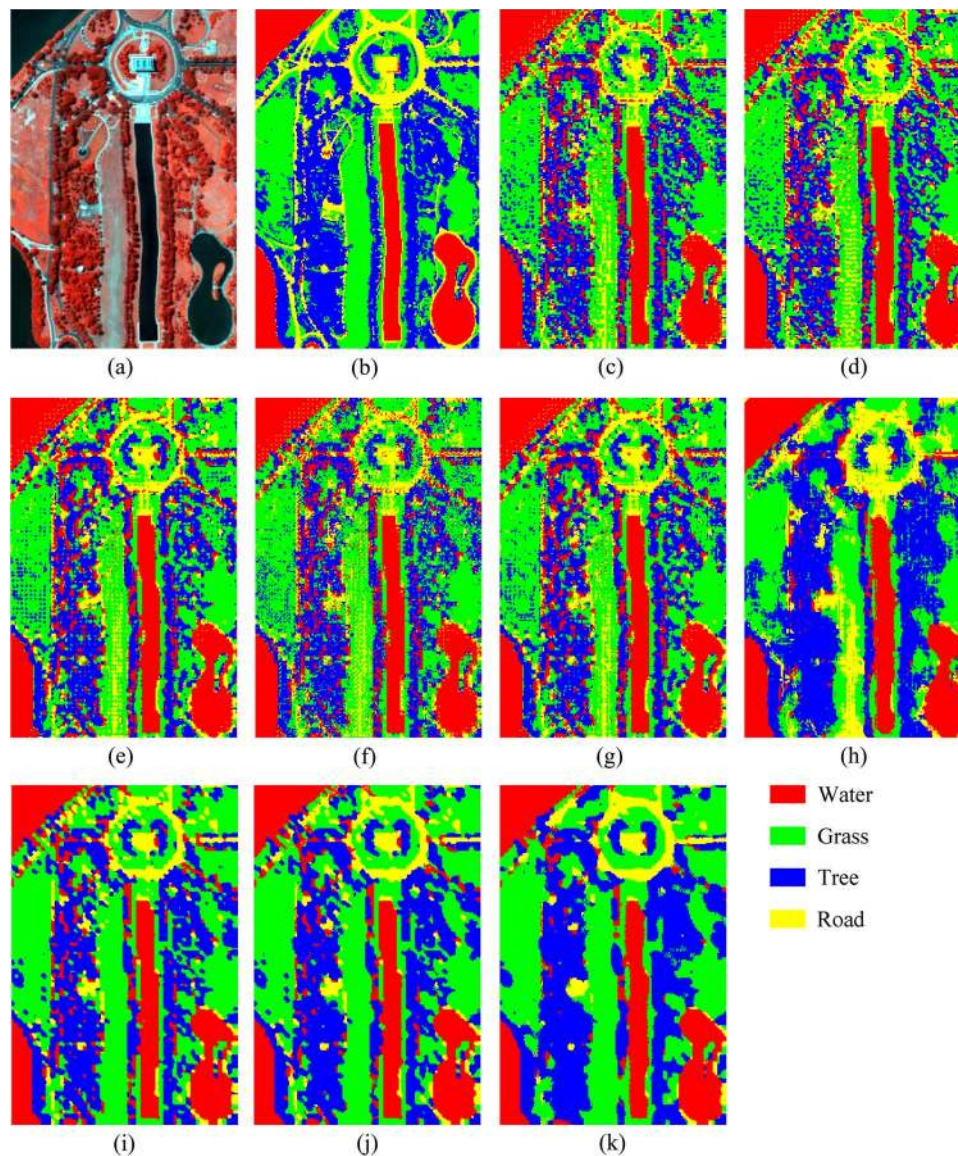 (a)
(b)
(c)
(d)
(e)
(f)
(g)
(h)
Water
Grass
Tree
Road
(i)
(j)
(k)